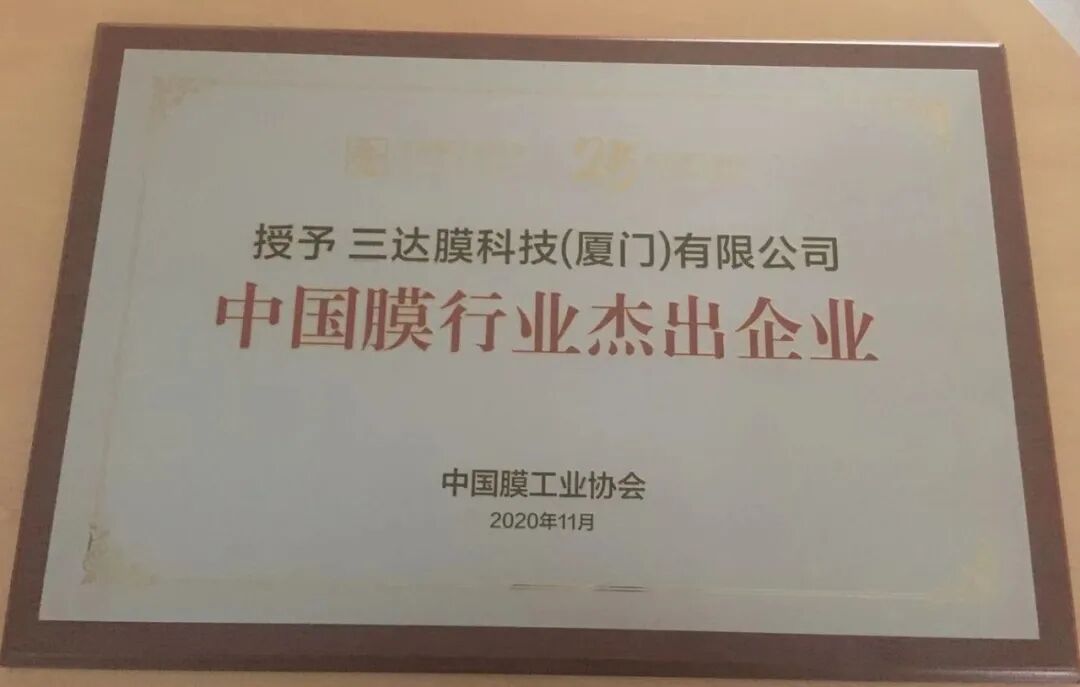 25
授予 三达膜科技(厦门)有限公司
中国膜行业杰出企业
中国膜工业协会
2020年11月